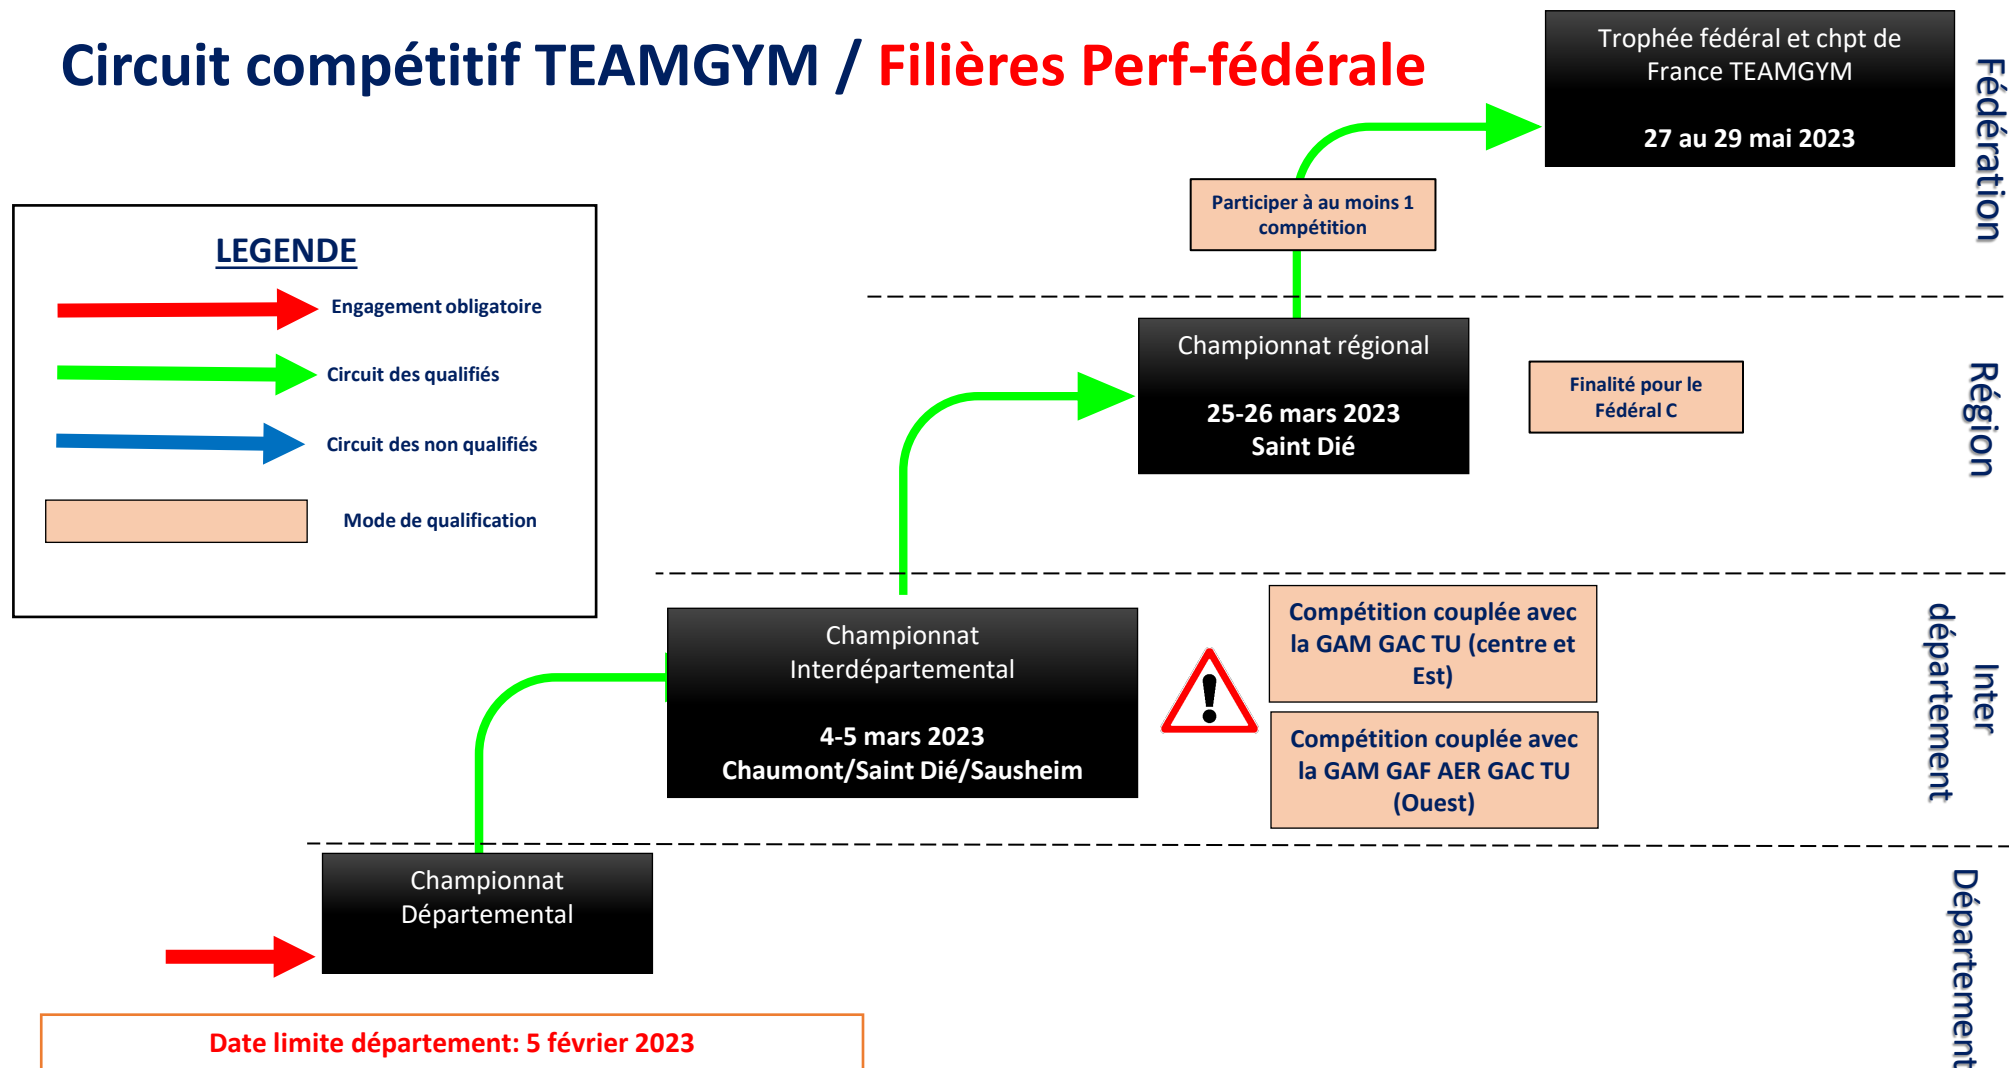 Circuit compétitif TEAMGYM / Filières Perf-fédérale
Trophée fédéral et chpt de
France TEAMGYM
27 au 29 mai 2023
Fédération
Participer à au moins 1
compétition
LEGENDE
Engagement obligatoire
Circuit des qualifiés
Circuit des non qualifiés
Mode de qualification
Championnat régional
25-26 mars 2023
Saint Dié
Finalité pour le
Fédéral C
Région
Championnat
Interdépartemental
4-5 mars 2023
Chaumont/Saint Dié/Sausheim
Compétition couplée avec
la GAM GAC TU (centre et
Est)
Compétition couplée avec
la GAM GAF AER GAC TU
(Ouest)
Inter
département
Championnat
Départemental
Département
Date limite département: 5 février 2023